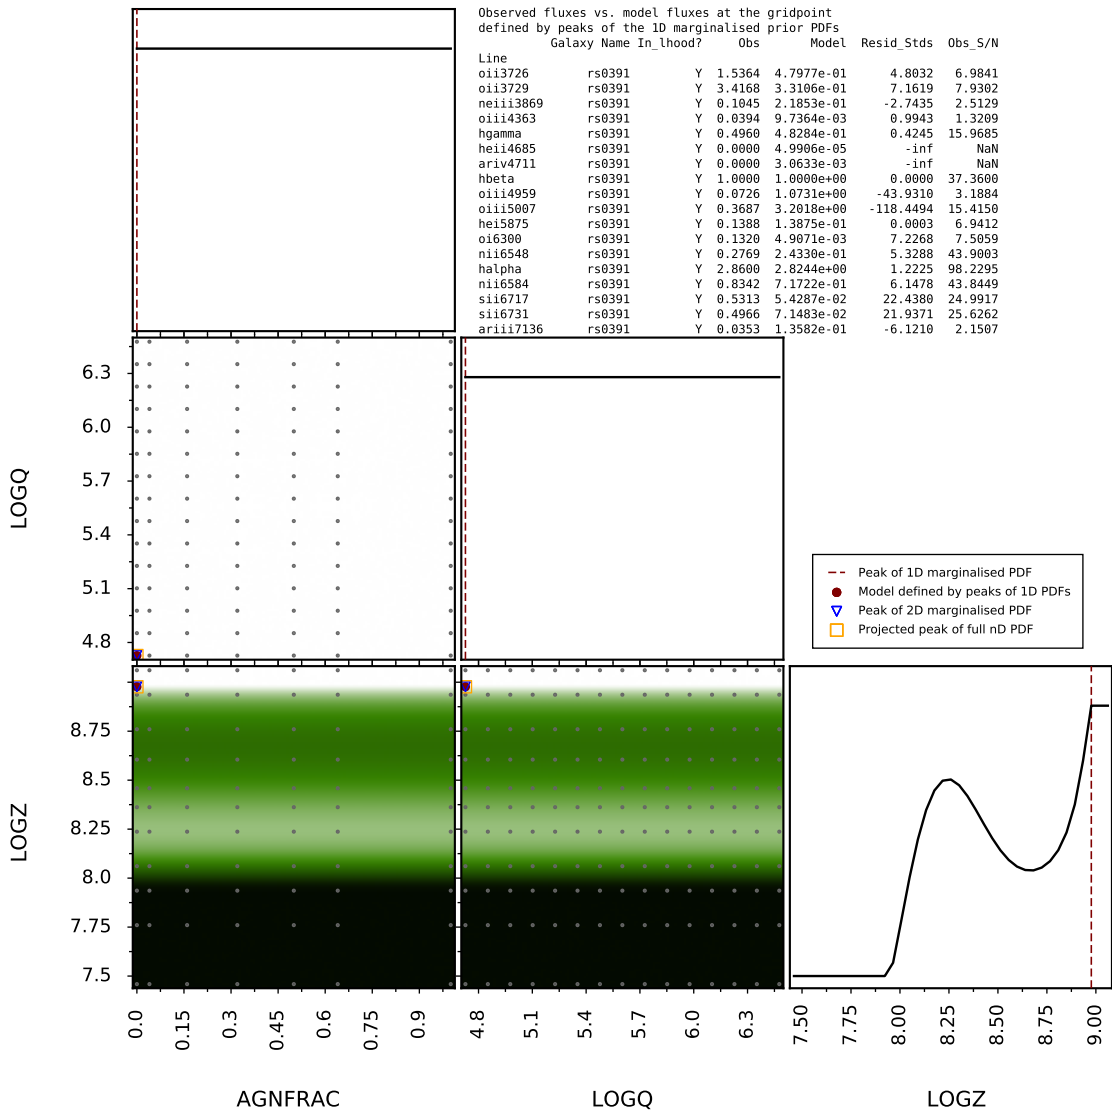 Observed fluxes vs. model fluxes at the gridpoint
defined by peaks of the 1D marginalised prior PDFs
Galaxy Name In_lhood? Obs Model Resid_Stds Obs_S/N
Line
oii3726 rs0391 Y 1.5364 4.7977e-01 4.8032 6.9841
oii3729 rs0391 Y 3.4168 3.3106e-01 7.1619 7.9302
neiii3869 rs0391 Y 0.1045 2.1853e-01 -2.7435 2.5129
oiii4363 rs0391 Y 0.0394 9.7364e-03 0.9943 1.3209
hgamma rs0391 Y 0.4960 4.8284e-01 0.4245 15.9685
heii4685 rs0391 Y 0.0000 4.9906e-05 -inf NaN
ariv4711 rs0391 Y 0.0000 3.0633e-03 -inf NaN
hbeta rs0391 Y 1.0000 1.0000e+00 0.0000 37.3600
oiii4959 rs0391 Y 0.0726 1.0731e+00 -43.9310 3.1884
oiii5007 rs0391 Y 0.3687 3.2018e+00 -118.4494 15.4150
hei5875 rs0391 Y 0.1388 1.3875e-01 0.0003 6.9412
oi6300 rs0391 Y 0.1320 4.9071e-03 7.2268 7.5059
nii6548 rs0391 Y 0.2769 2.4330e-01 5.3288 43.9003
halpha rs0391 Y 2.8600 2.8244e+00 1.2225 98.2295
nii6584 rs0391 Y 0.8342 7.1722e-01 6.1478 43.8449
sii6717 rs0391 Y 0.5313 5.4287e-02 22.4380 24.9917
sii6731 rs0391 Y 0.4966 7.1483e-02 21.9371 25.6262
ariii7136 rs0391 Y 0.0353 1.3582e-01 -6.1210 2.1507
LOGQ
6.3
6.0
5.7
5.4
5.1
4.8
Peak of 1D marginalised PDF
Model defined by peaks of 1D PDFs
Peak of 2D marginalised PDF
Projected peak of full nD PDF
LOGZ
8.75
8.5
8.25
8.0
7.75
7.5
0.0 0.15 0.3 0.45 0.6 0.75 0.9
4.8 5.1 5.4 5.7 6.0 6.3
7.50 7.75 8.00 8.25 8.50 8.75 9.00
AGNFRAC LOGQ LOGZ